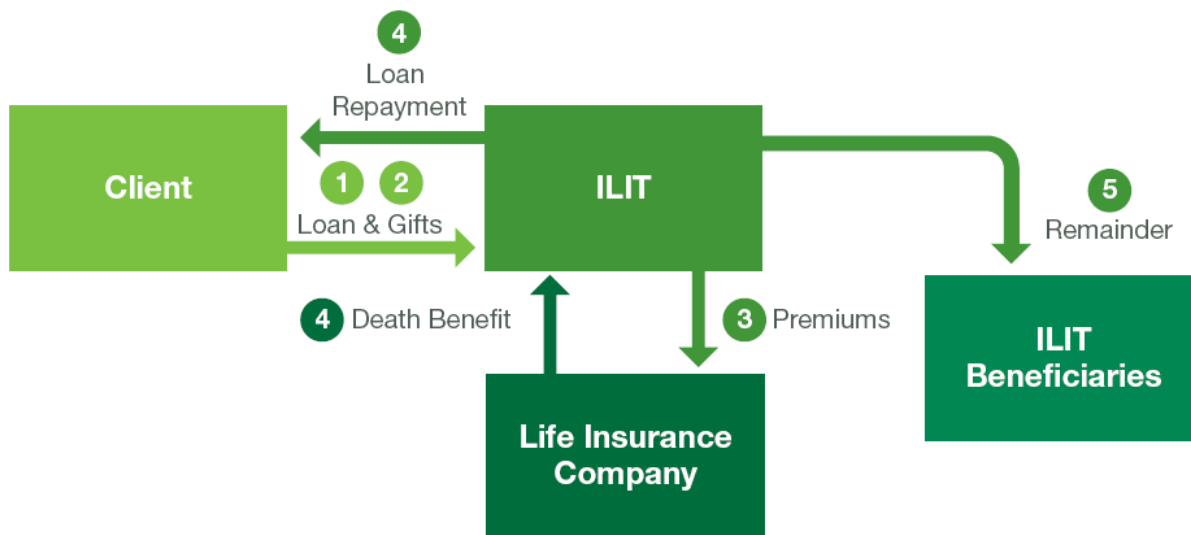 4
Loan
Repayment
Client
ILIT
1 2
Loan & Gifts
5
Remainder
4 Death Benefit
3 Premiums
ILIT
Beneficiaries
Life Insurance
Company